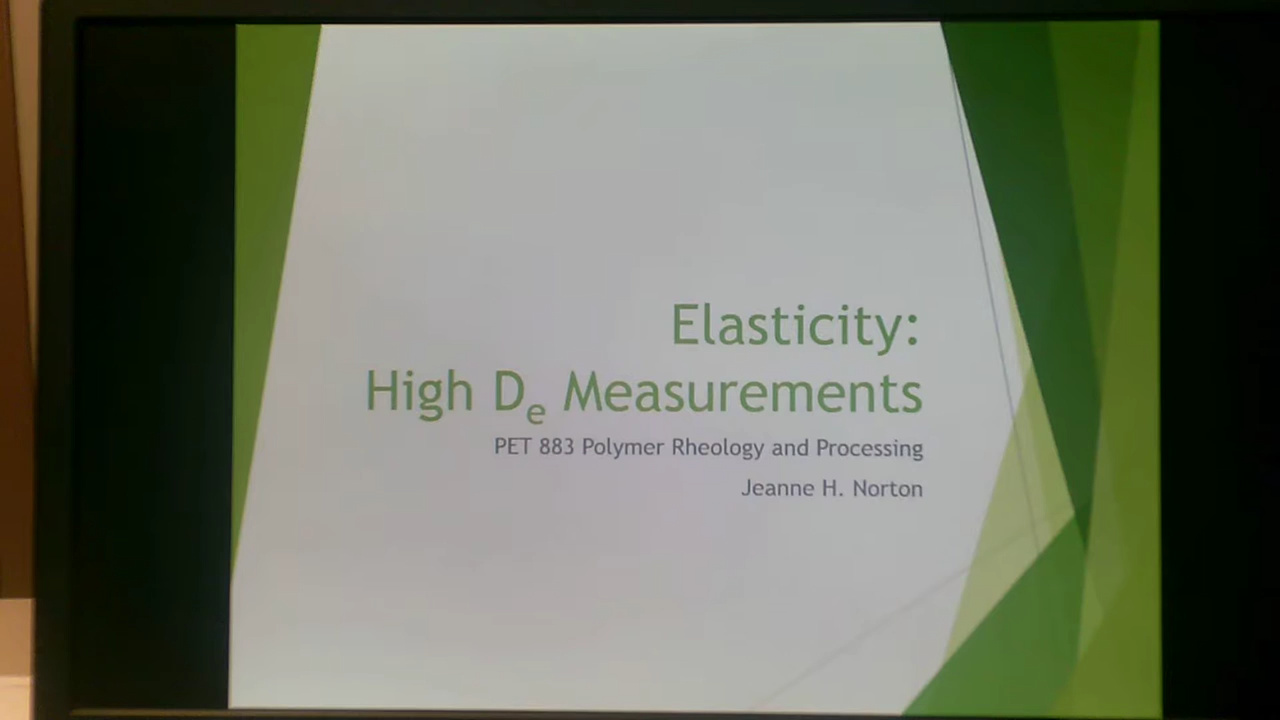 Elasticity:
High De Measurements
PET 883 Polymer Rheology and Processing
Jeanne H. Norton